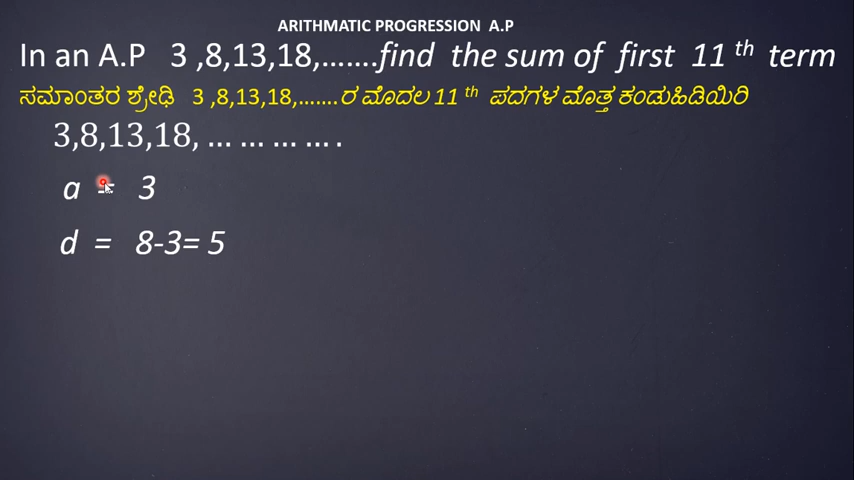 ARITHMATIC PROGRESSION A.P
In an A.P 3 ,8,13,18,.......find the sum of first 11 th term
ಸಮಾಂತರ ಶ್ರೇಢಿ 3 ,8,13,18,.......ರ ಮೊದಲ 11 th ಪದಗಳ ಮೊತ್ತ ಕಂಡುಹಿಡಿಯಿರಿ
3,8,13,18, ... ... ... ... .
a = 3
d = 8-3= 5